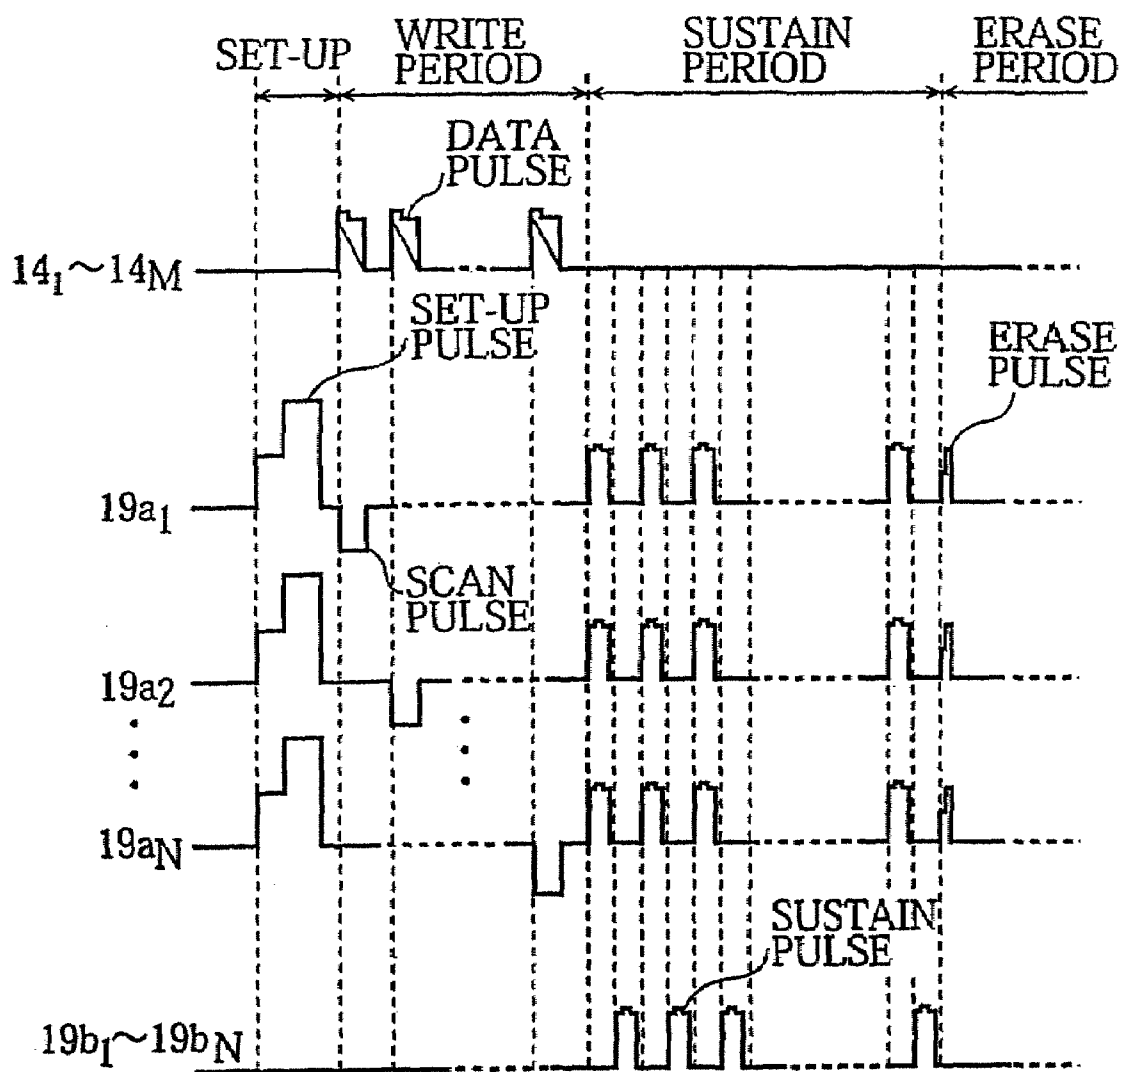 SET-UP
WRITE
PERIOD
SUSTAIN
PERIOD
ERASE
PERIOD
DATA
PULSE
14₁~14M
SET-UP
PULSE
ERASE
PULSE
19a₁
SCAN
PULSE
19a₂
19aN
SUSTAIN
PULSE
19b₁~19bN